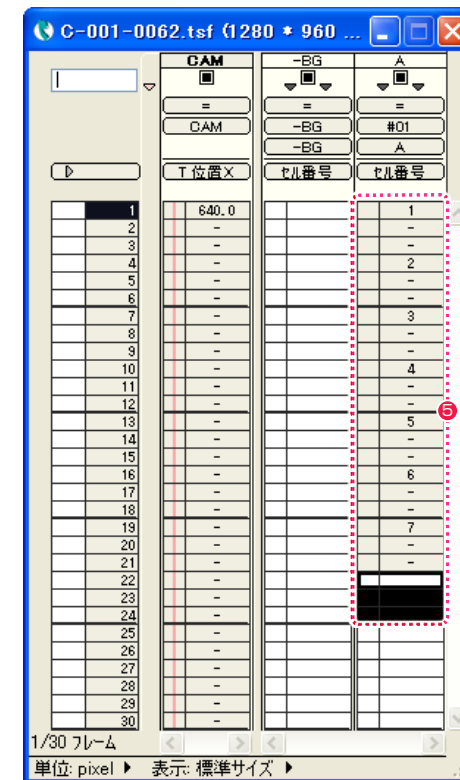 C-001-0062.tsf (1280 * 960 ...
CAM -BG A
= = =
CAM -BG #01
-BG A
T 位置X セル番号 セル番号
1 640.0 1
2 - -
3 - -
4 - 2
5 - -
6 - -
7 - 3
8 - -
9 - -
10 - 4
11 - -
12 - -
13 - 5
14 - -
15 - -
16 - 6
17 - -
18 - -
19 - 7
20 - -
21 - -
22 -
23 -
24 -
25 -
26 -
27 -
28 -
29 -
30 -
5
1/30 フレーム
単位: pixel 表示: 標準サイズ